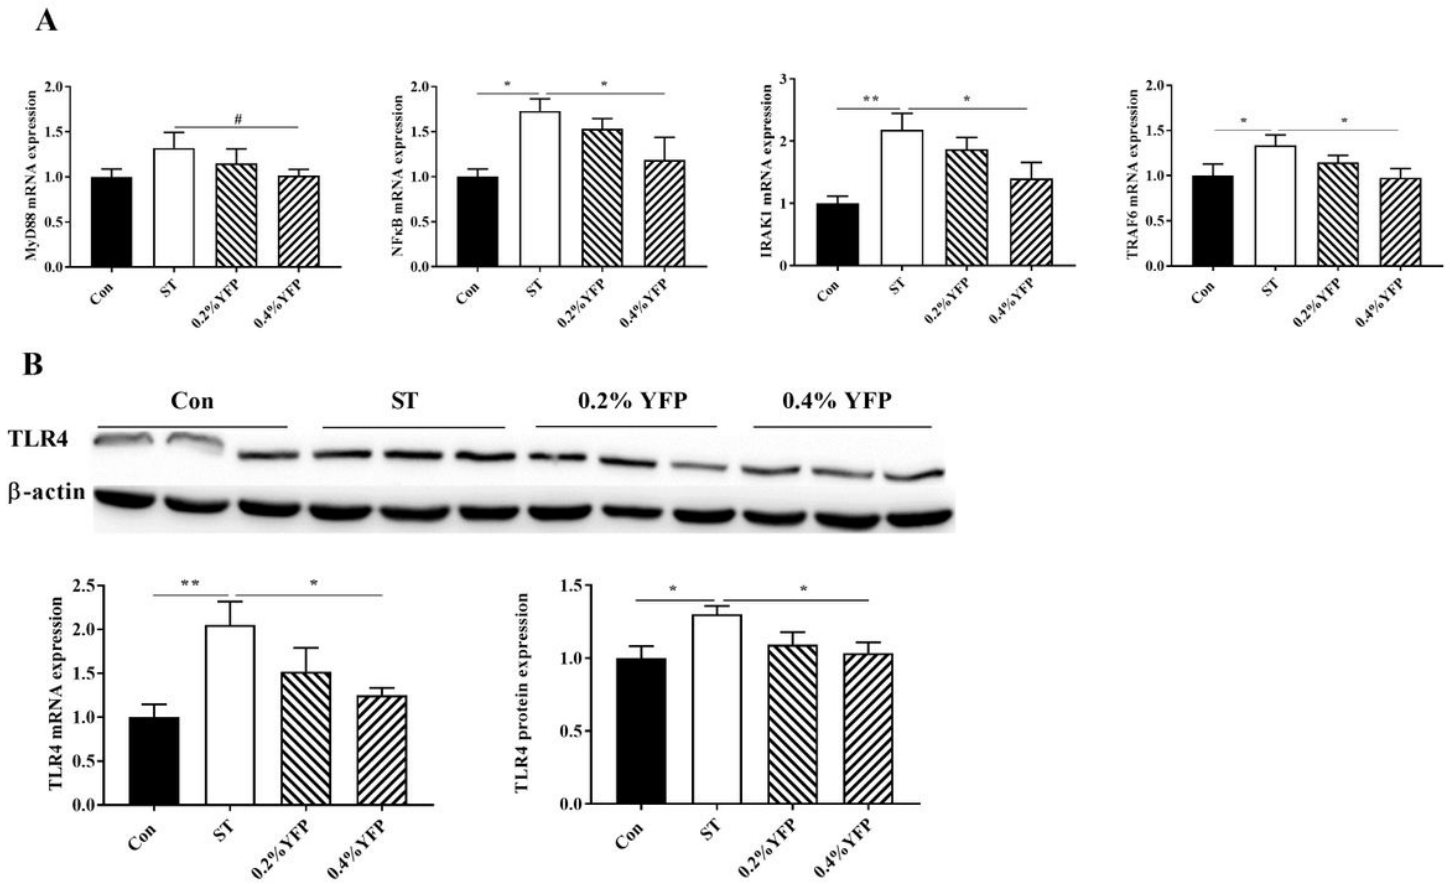 A
MyD88 mRNA expression
2.0
1.5
1.0
0.5
0.0
#
Con
ST
0.2%YFP
0.4%YFP
NFκB mRNA expression
2.0
1.5
1.0
0.5
0.0
*
*
Con
ST
0.2%YFP
0.4%YFP
IRAK1 mRNA expression
3
2
1
0
**
*
Con
ST
0.2%YFP
0.4%YFP
TRAF6 mRNA expression
2.0
1.5
1.0
0.5
0.0
*
*
Con
ST
0.2%YFP
0.4%YFP
B
Con ST 0.2% YFP 0.4% YFP
TLR4
β-actin
TLR4 mRNA expression
2.5
2.0
1.5
1.0
0.5
0.0
**
*
Con
ST
0.2%YFP
0.4%YFP
TLR4 protein expression
1.5
1.0
0.5
0.0
*
*
Con
ST
0.2%YFP
0.4%YFP